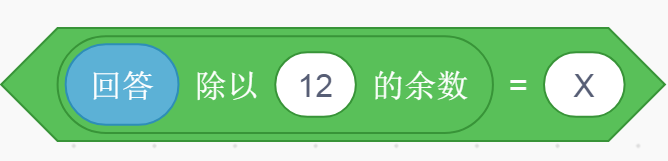 回答 除以 12 的余数 = X